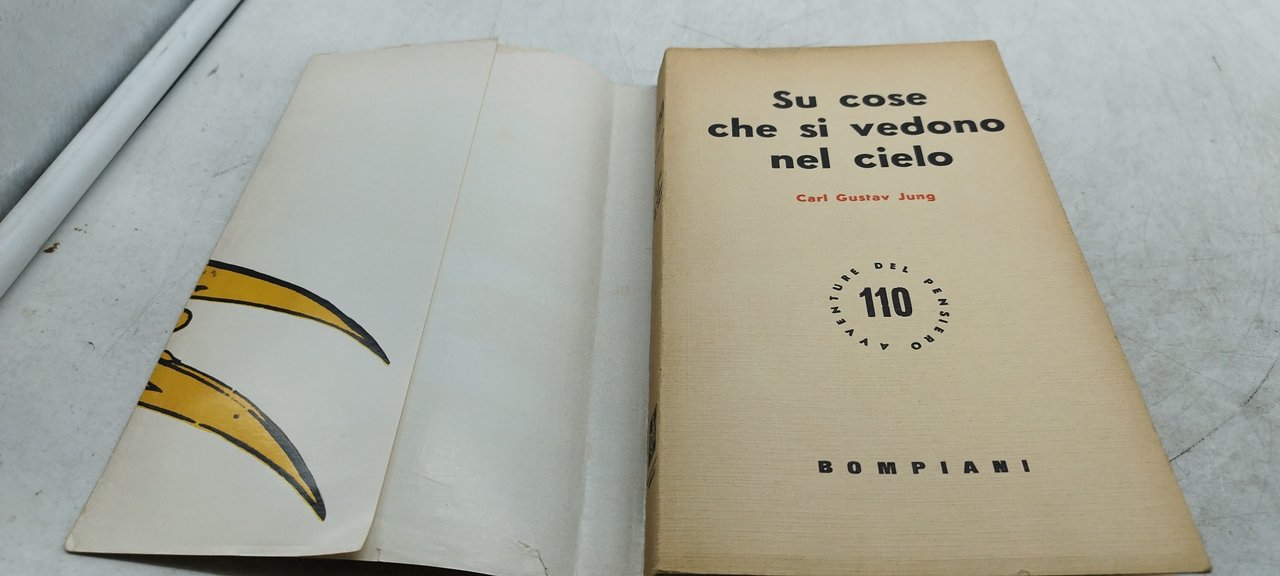 Su cose
che si vedono
nel cielo
Carl Gustav Jung
AVVENTURE DEL PENSIERO
110
BOMPIANI